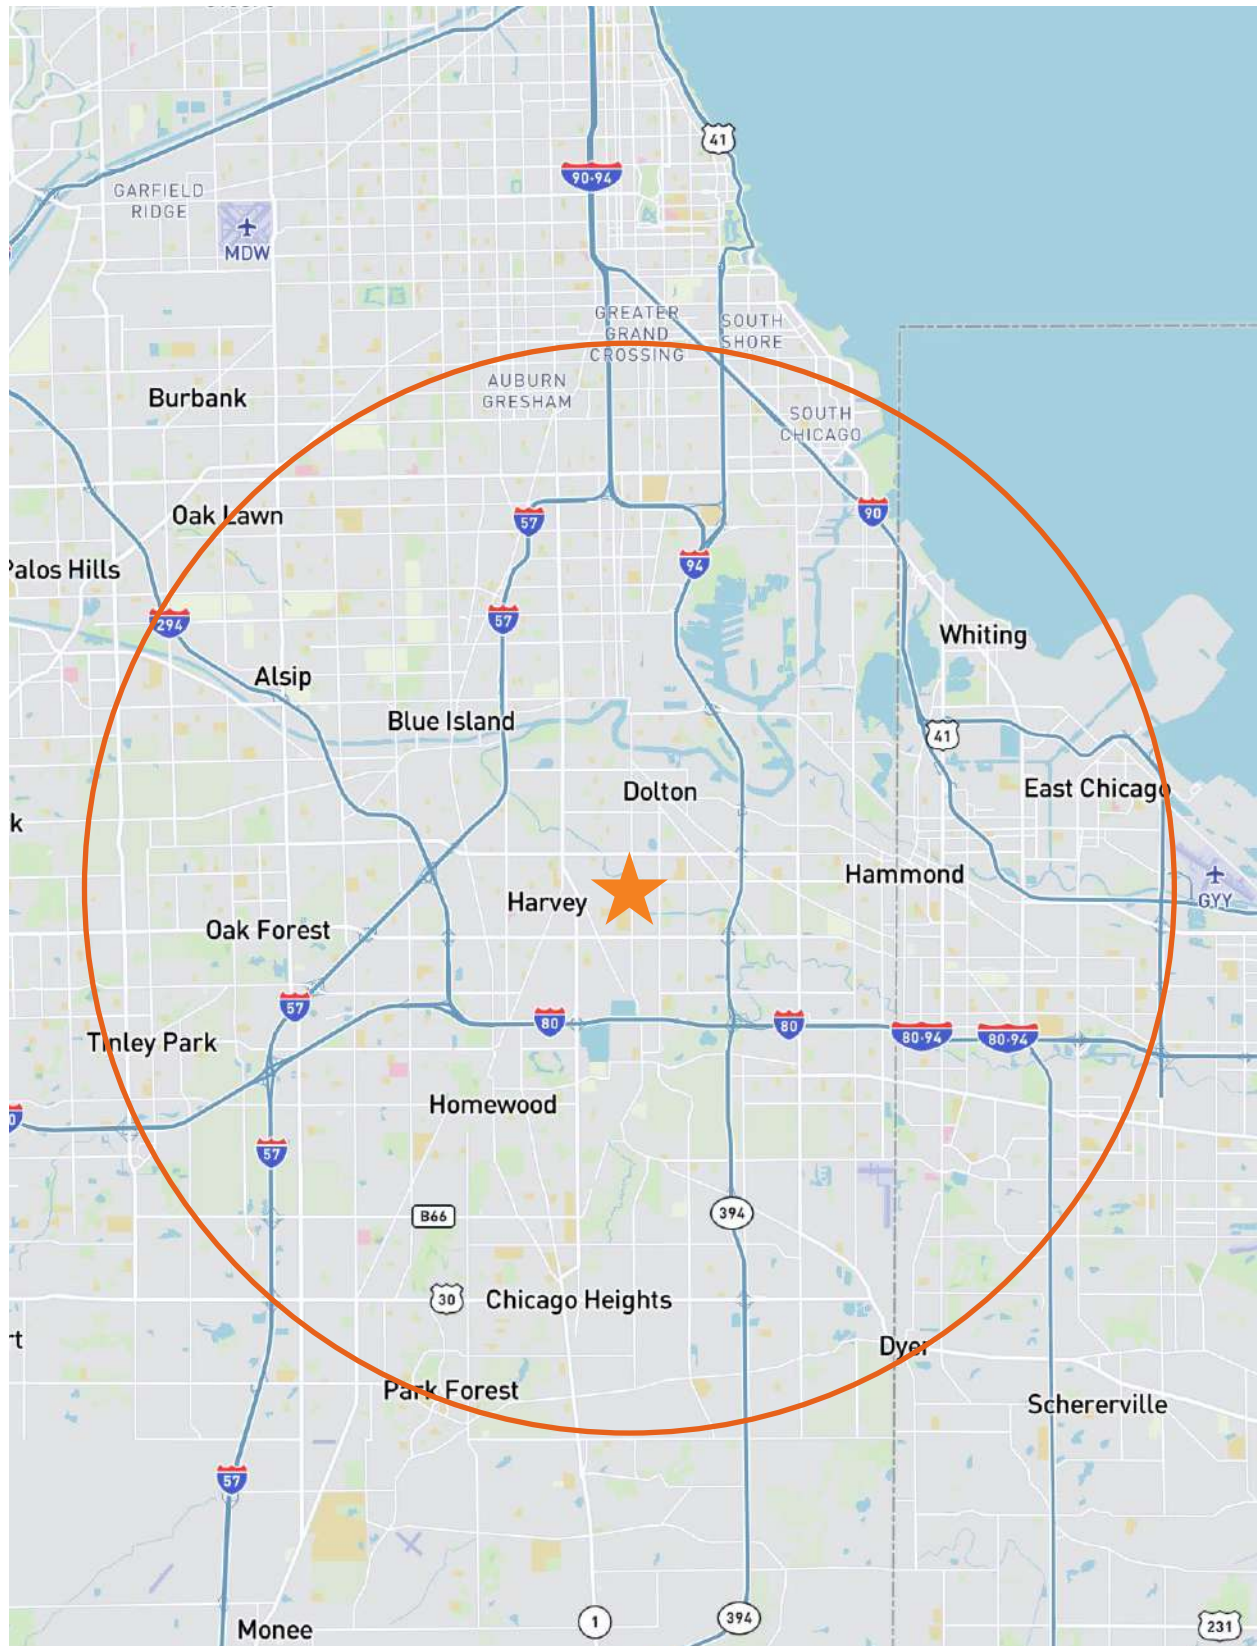 41
90-94
GARFIELD
RIDGE
MDW
GREATER
GRAND
CROSSING
SOUTH
SHORE
AUBURN
GRESHAM
Burbank
SOUTH
CHICAGO
Oak Lawn
57
90
94
Palos Hills
294
57
Whiting
Alsip
Blue Island
41
Dolton
East Chicago
k
Hammond
GYY
Harvey
Oak Forest
57
80
80
80-94
80-94
Tinley Park
Homewood
0
57
B66
394
30
Chicago Heights
rt
Dyer
Park Forest
Schererville
57
Monee
1
394
231